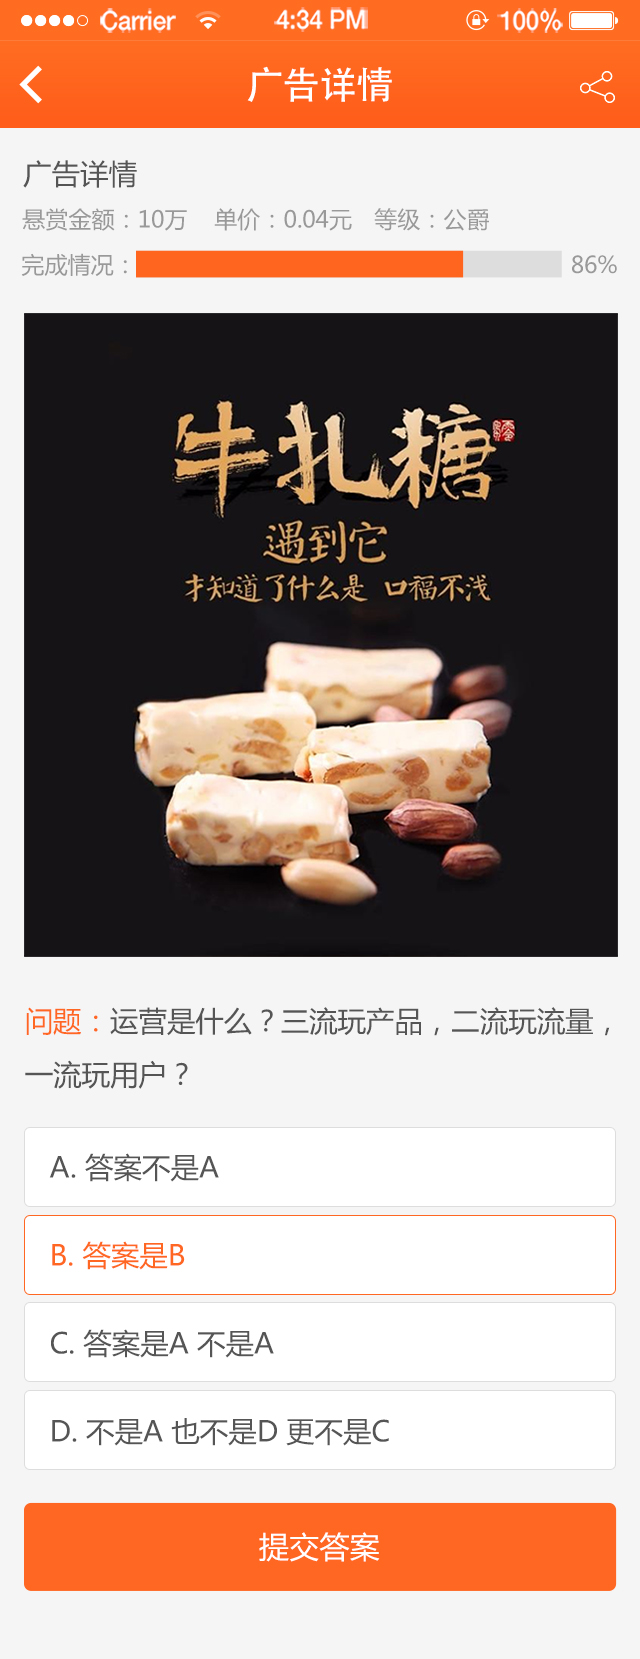 Carrier 4:34 PM 100%
广告详情
广告详情
悬赏金额：10万 单价：0.04元 等级：公爵
完成情况： 86%
牛轧糖
遇到它
才知道了什么是 口福不浅
问题：运营是什么？三流玩产品，二流玩流量，
一流玩用户？
A. 答案不是A
B. 答案是B
C. 答案是A 不是A
D. 不是A 也不是D 更不是C
提交答案